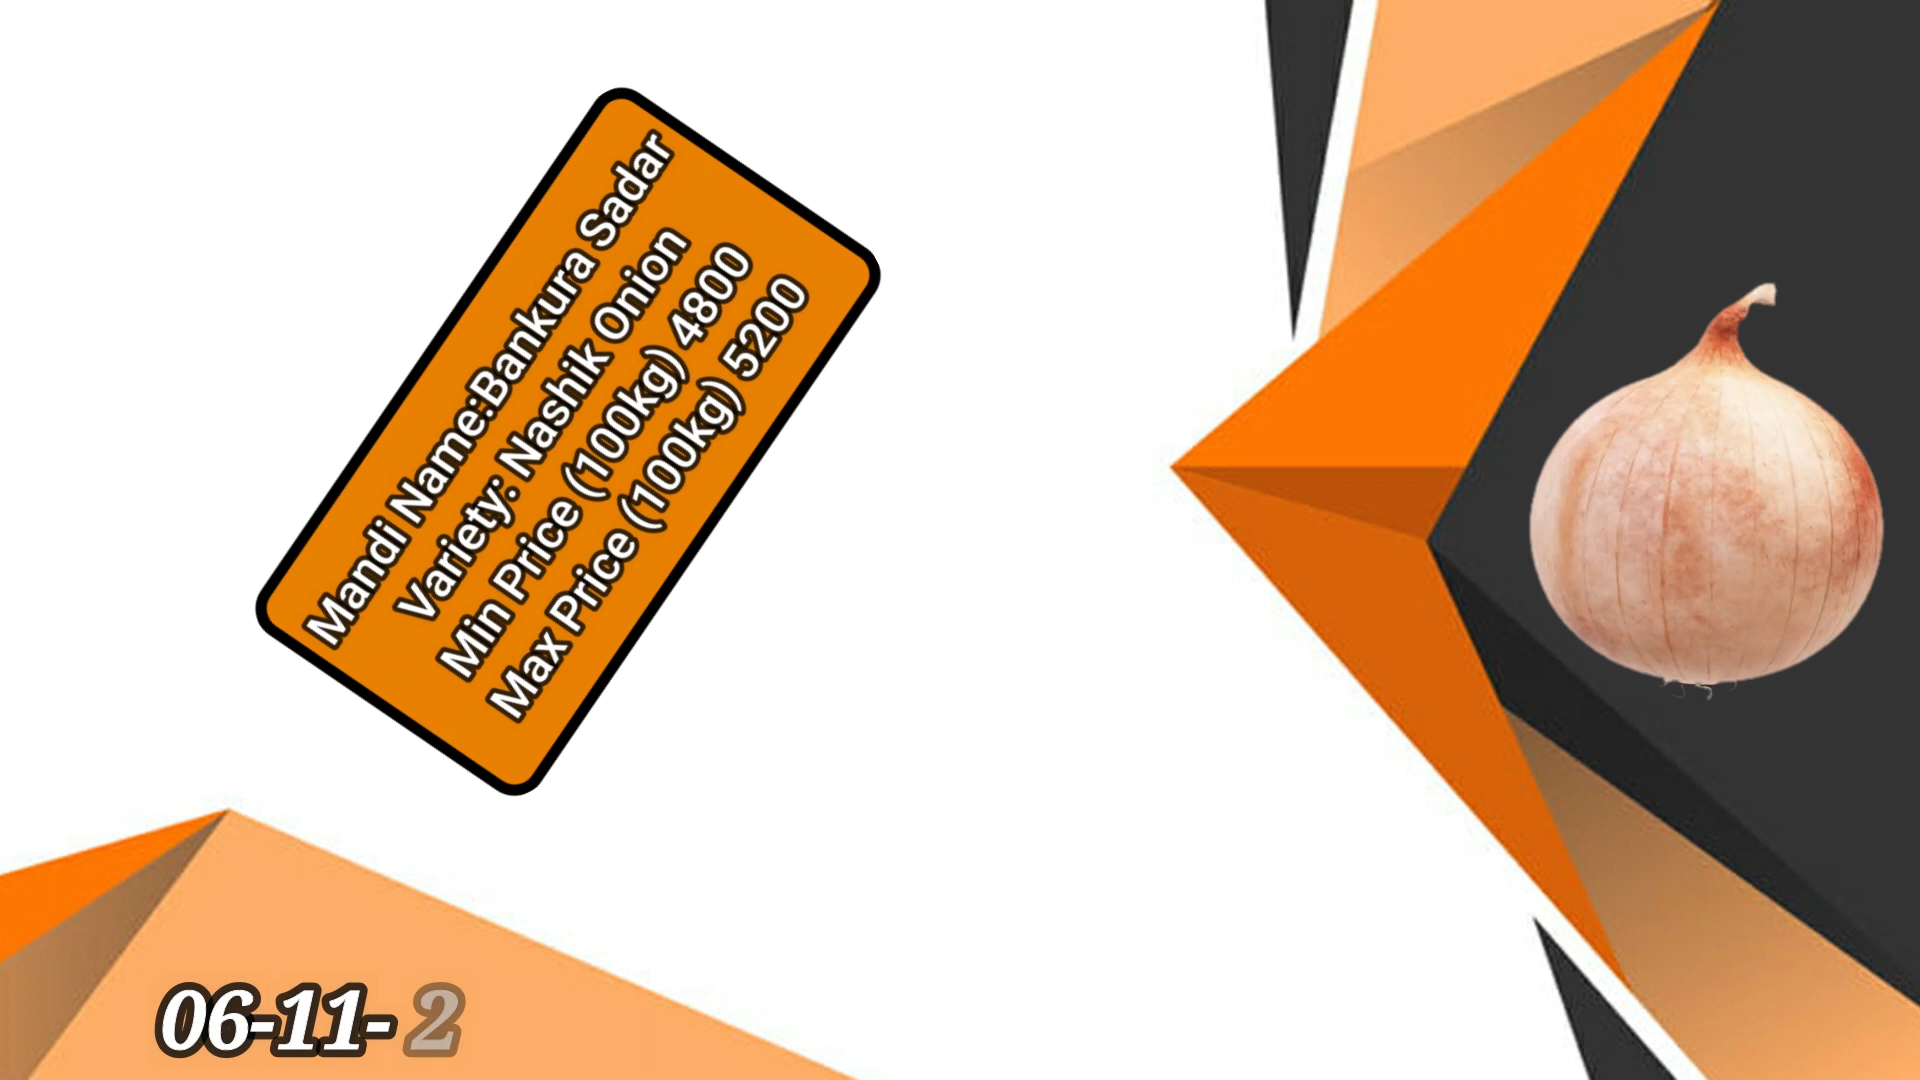 Mandi Name:Bankura Sadar
Variety: Nashik Onion
Min Price (100kg) 4800
Max Price (100kg) 5200
06-11- 2